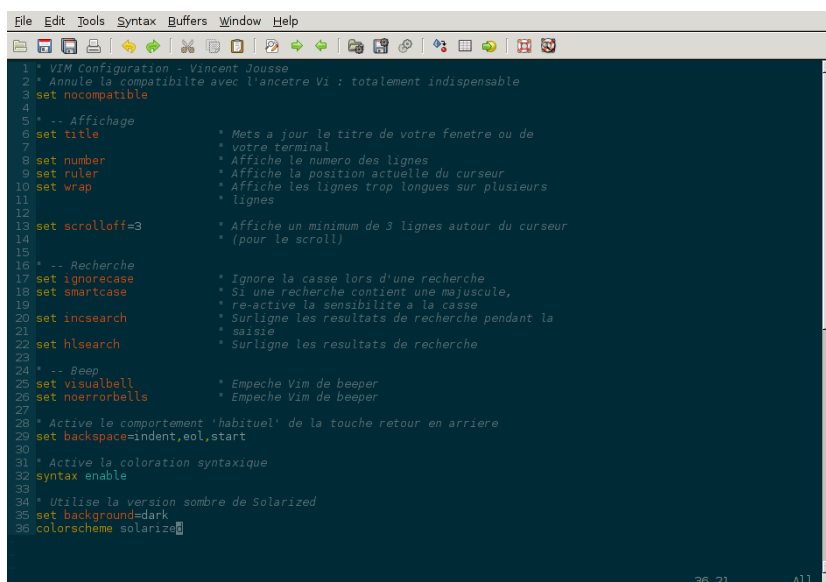 File Edit Tools Syntax Buffers Window Help
1 " VIM Configuration - Vincent Jousse
2 " Annule la compatibilte avec l'ancetre Vi : totalement indispensable
3 set nocompatible
4
5 " -- Affichage
6 set title " Mets a jour le titre de votre fenetre ou de
7 " votre terminal
8 set number " Affiche le numero des lignes
9 set ruler " Affiche la position actuelle du curseur
10 set wrap " Affiche les lignes trop longues sur plusieurs
11 " lignes
12
13 set scrolloff=3 " Affiche un minimum de 3 lignes autour du curseur
14 " (pour le scroll)
15
16 " -- Recherche
17 set ignorecase " Ignore la casse lors d'une recherche
18 set smartcase " Si une recherche contient une majuscule,
19 " re-active la sensibilite a la casse
20 set incsearch " Surligne les resultats de recherche pendant la
21 " saisie
22 set hlsearch " Surligne les resultats de recherche
23
24 " -- Beep
25 set visualbell " Empeche Vim de beeper
26 set noerrorbells " Empeche Vim de beeper
27
28 " Active le comportement 'habituel' de la touche retour en arriere
29 set backspace=indent,eol,start
30
31 " Active la coloration syntaxique
32 syntax enable
33
34 " Utilise la version sombre de Solarized
35 set background=dark
36 colorscheme solarized
36,21 All